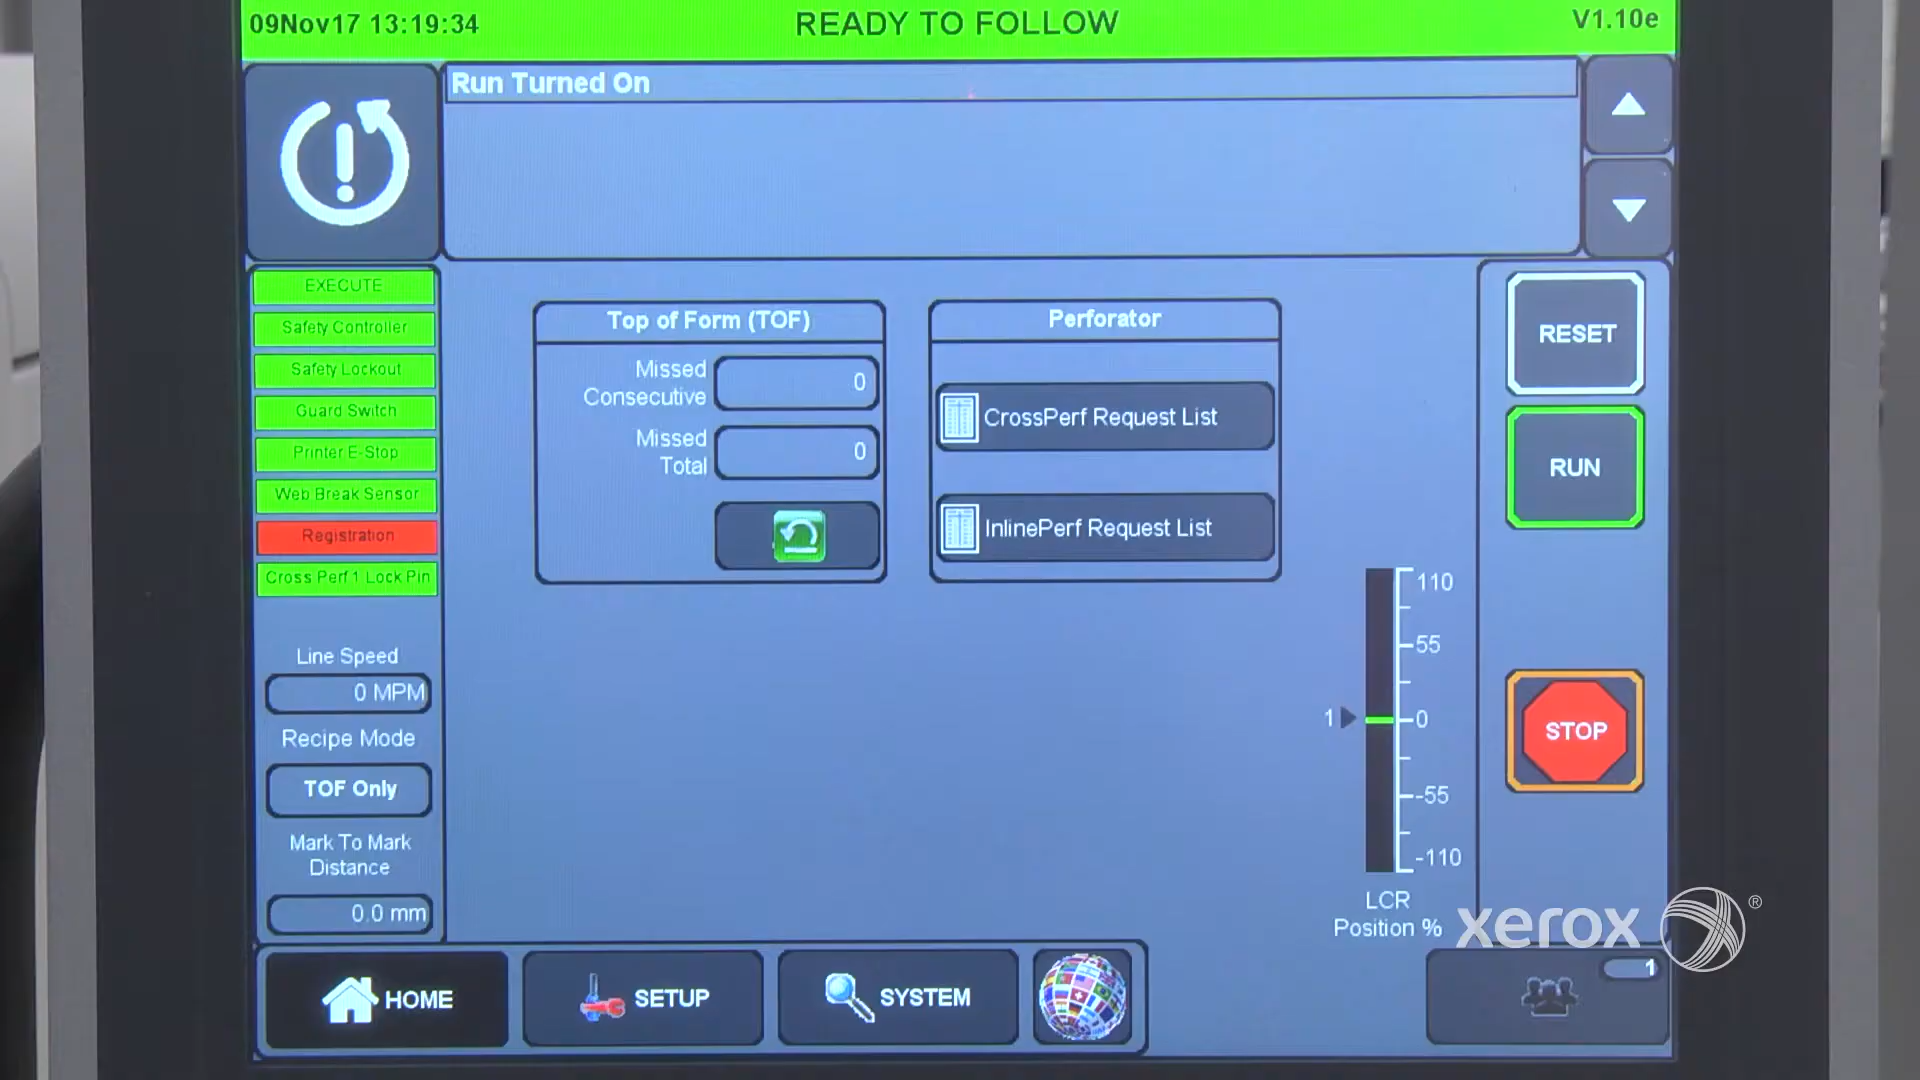 09Nov17 13:19:34
READY TO FOLLOW
V1.10e
Run Turned On
EXECUTE
Safety Controller
Safety Lockout
Guard Switch
Printer E-Stop
Web Break Sensor
Registration
Cross Perf 1 Lock Pin
Line Speed
0 MPM
Recipe Mode
TOF Only
Mark To Mark
Distance
0.0 mm
Top of Form (TOF)
Missed
Consecutive
0
Missed
Total
0
Perforator
CrossPerf Request List
InlinePerf Request List
110
55
1
0
-55
-110
LCR
Position %
RESET
RUN
STOP
xerox ®
HOME
SETUP
SYSTEM
1